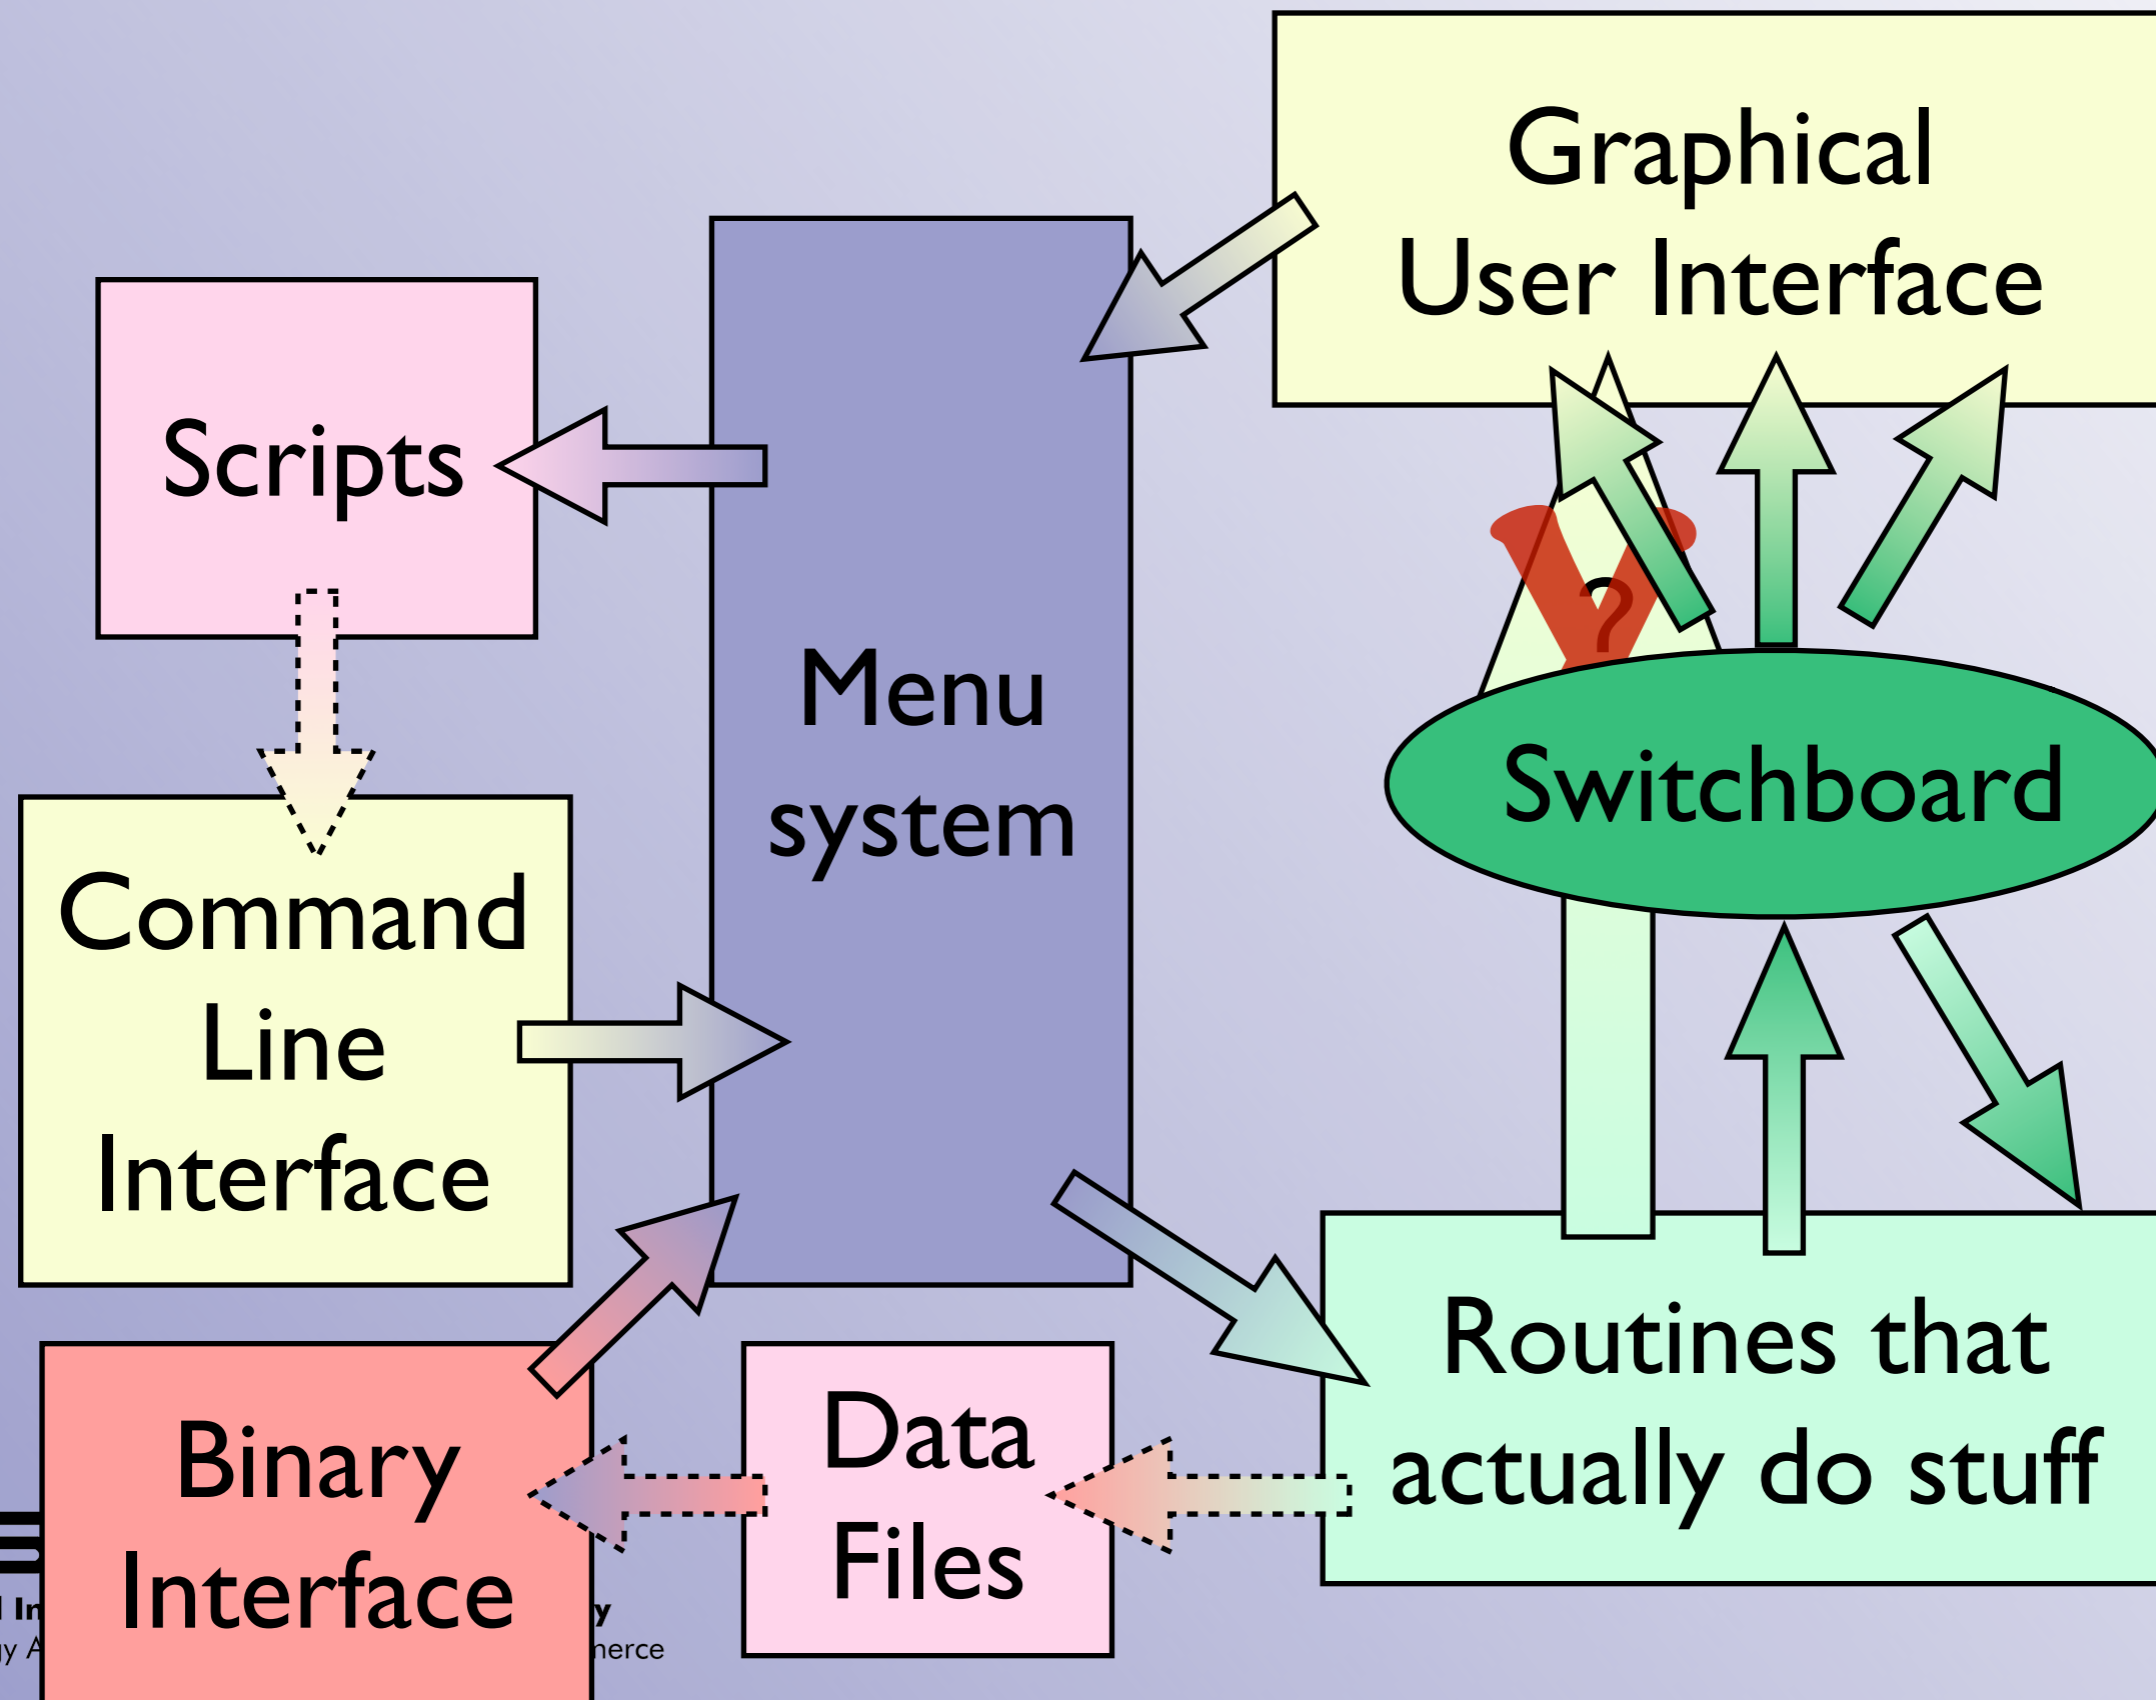 Graphical
User Interface
Scripts
?
Menu
system
Switchboard
Command
Line
Interface
Routines that
actually do stuff
Data
Files
Binary
Interface